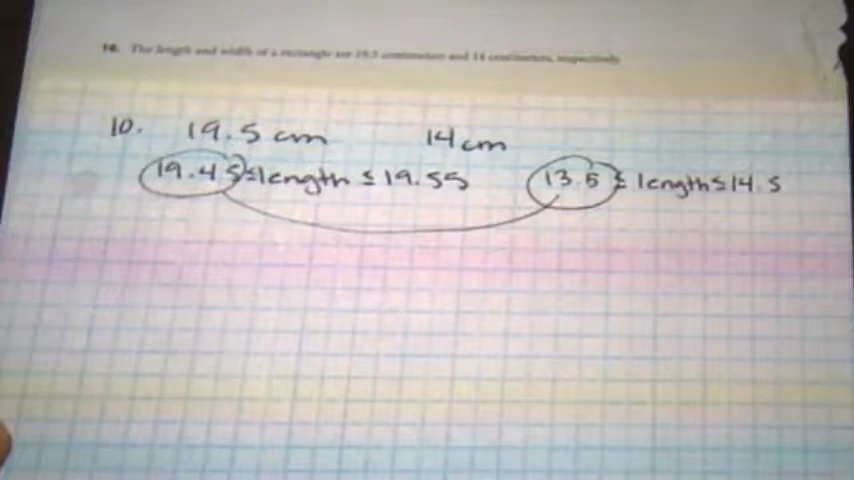 10. The length and width of a rectangle are 19.5 centimeters and 14 centimeters, respectively.
10. 19.5 cm 14 cm
19.45 ≤ length ≤ 19.55 13.5 ≤ length ≤ 14.5